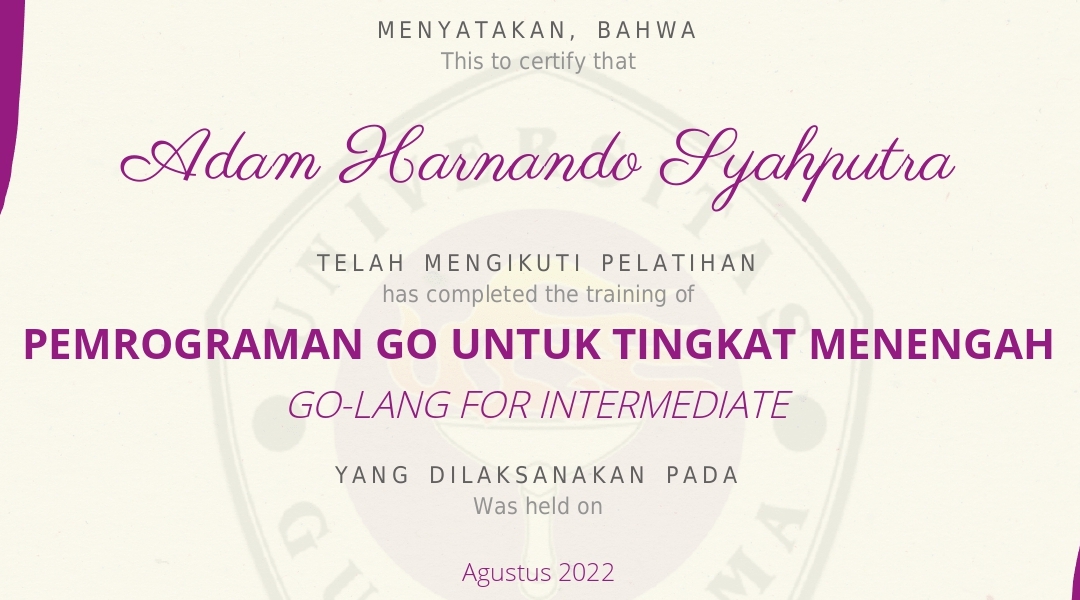 MENYATAKAN, BAHWA
This to certify that
Adam Harnando Syahputra
TELAH MENGIKUTI PELATIHAN
has completed the training of
PEMROGRAMAN GO UNTUK TINGKAT MENENGAH
GO-LANG FOR INTERMEDIATE
YANG DILAKSANAKAN PADA
Was held on
Agustus 2022
UNIVERSITAS